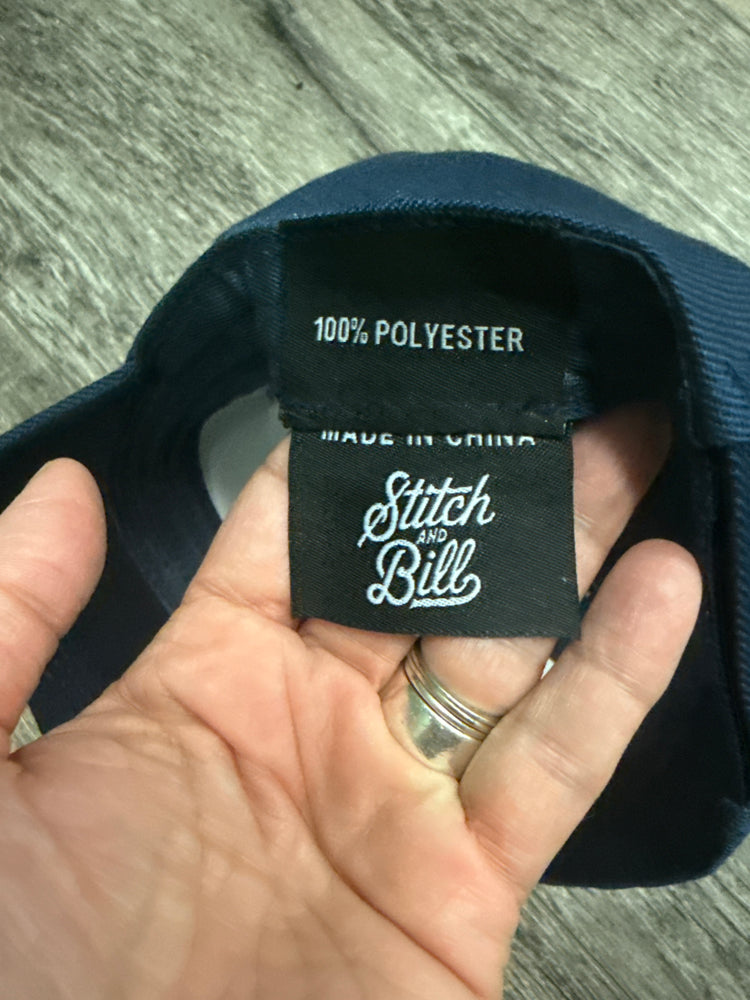 100% POLYESTER
MADE IN CHINA
Stitch
AND
Bill